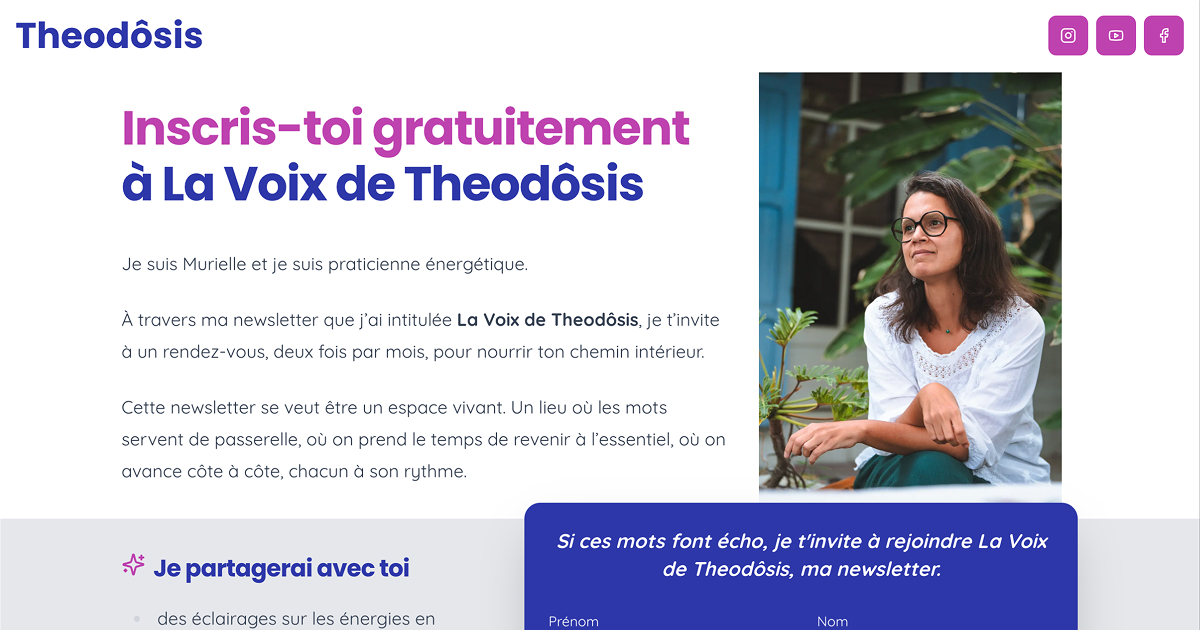 Theodôsis
Inscris-toi gratuitement
à La Voix de Theodôsis
Je suis Murielle et je suis praticienne énergétique.
À travers ma newsletter que j’ai intitulée La Voix de Theodôsis, je t’invite
à un rendez-vous, deux fois par mois, pour nourrir ton chemin intérieur.
Cette newsletter se veut être un espace vivant. Un lieu où les mots
servent de passerelle, où on prend le temps de revenir à l’essentiel, où on
avance côte à côte, chacun à son rythme.
Je partagerai avec toi
des éclairages sur les énergies en
Si ces mots font écho, je t'invite à rejoindre La Voix
de Theodôsis, ma newsletter.
Prénom
Nom